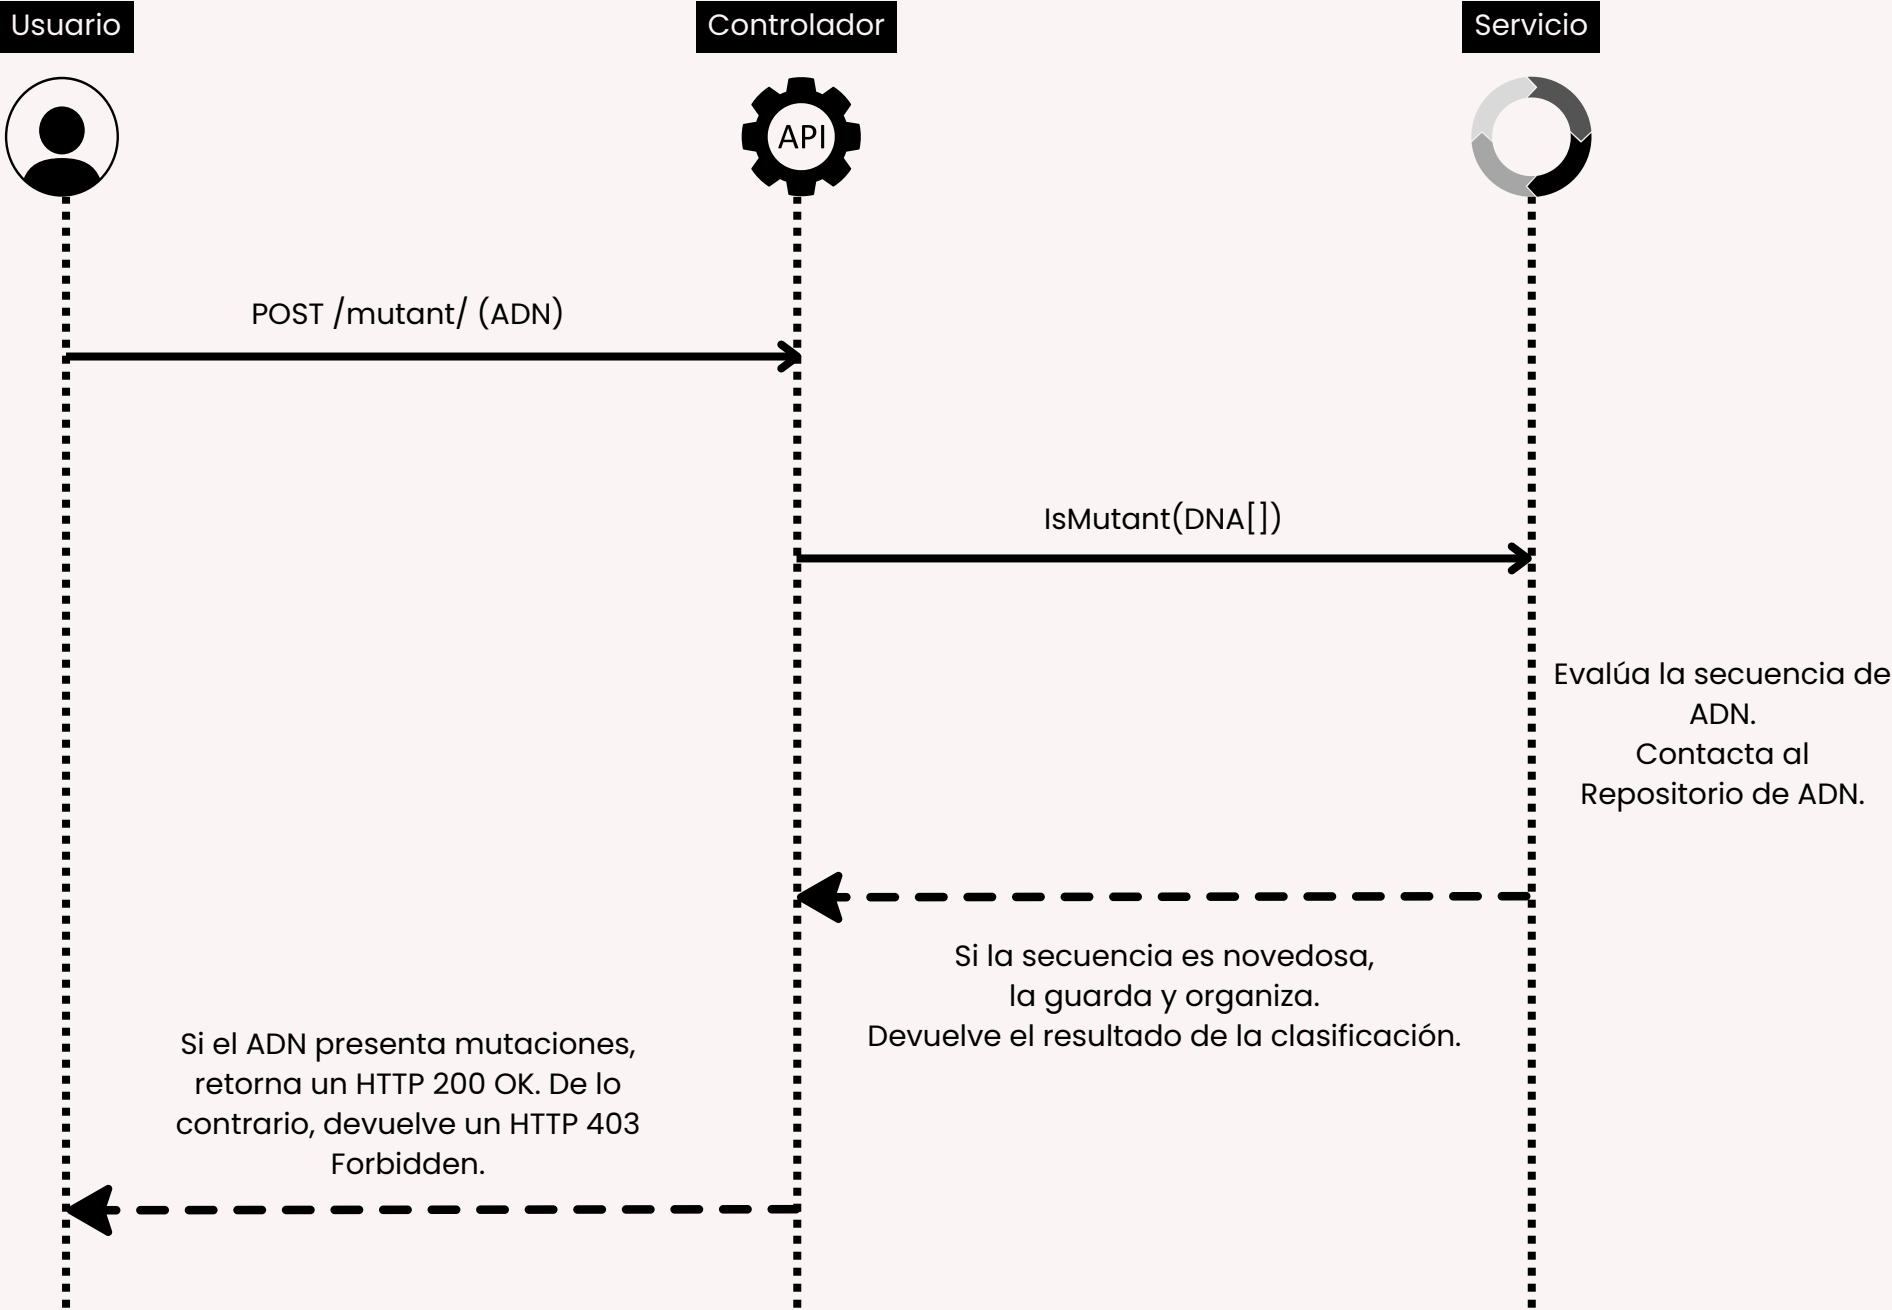 Usuario
Controlador
Servicio
API
POST /mutant/ (ADN)
IsMutant(DNA[])
Evalúa la secuencia de
ADN.
Contacta al
Repositorio de ADN.
Si la secuencia es novedosa,
la guarda y organiza.
Devuelve el resultado de la clasificación.
Si el ADN presenta mutaciones,
retorna un HTTP 200 OK. De lo
contrario, devuelve un HTTP 403
Forbidden.